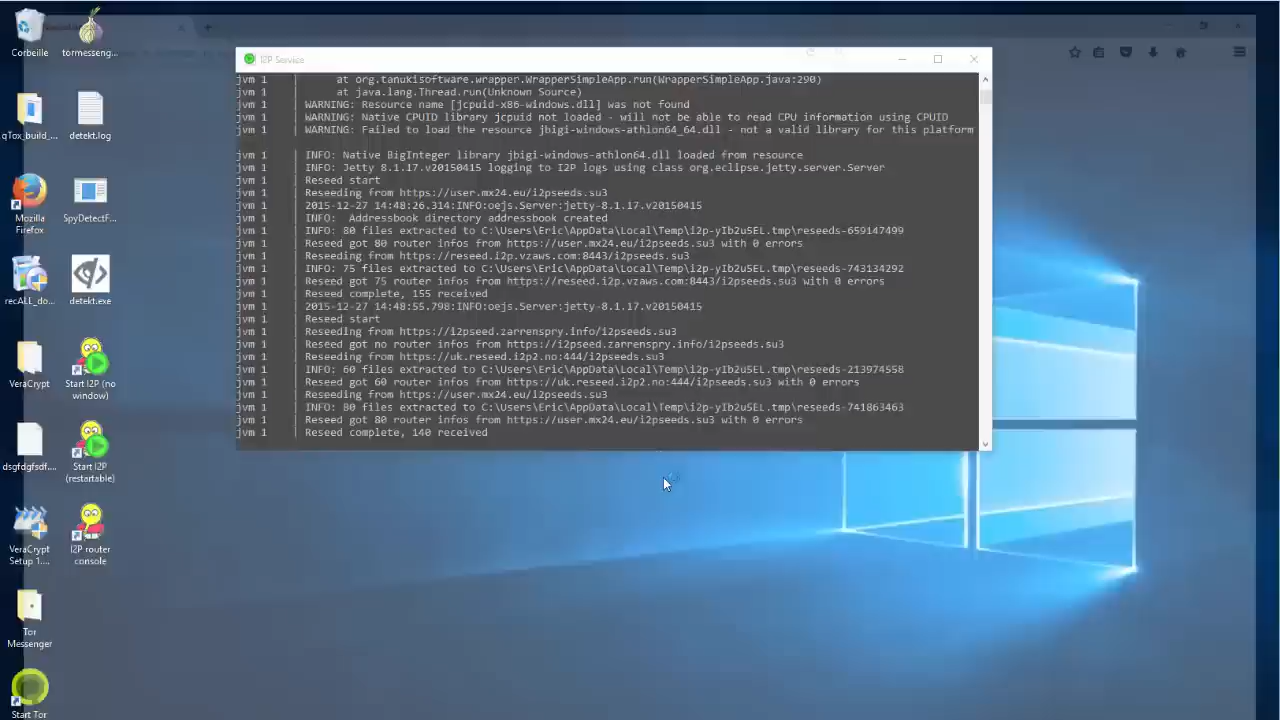 Corbeille
tormesseng...
qTox_build_...
detekt.log
Mozilla
Firefox
SpyDetectF...
recALL_do...
detekt.exe
VeraCrypt
Start I2P (no
window)
dsgfdgfsdf....
Start I2P
(restartable)
VeraCrypt
Setup 1....
I2P router
console
Tor
Messenger
Start Tor
I2P Service
jvm 1 | at org.tanukisoftware.wrapper.WrapperSimpleApp.run(WrapperSimpleApp.java:290)
jvm 1 | at java.lang.Thread.run(Unknown Source)
jvm 1 | WARNING: Resource name [jcpuid-x86-windows.dll] was not found
jvm 1 | WARNING: Native CPUID library jcpuid not loaded - will not be able to read CPU information using CPUID
jvm 1 | WARNING: Failed to load the resource jbigi-windows-athlon64_64.dll - not a valid library for this platform
jvm 1 | INFO: Native BigInteger library jbigi-windows-athlon64.dll loaded from resource
jvm 1 | INFO: Jetty 8.1.17.v20150415 logging to I2P logs using class org.eclipse.jetty.server.Server
jvm 1 | Reseed start
jvm 1 | Reseeding from https://user.mx24.eu/i2pseeds.su3
jvm 1 | 2015-12-27 14:48:26.314:INFO:oejs.Server:jetty-8.1.17.v20150415
jvm 1 | INFO: Addressbook directory addressbook created
jvm 1 | INFO: 80 files extracted to C:\Users\Eric\AppData\Local\Temp\i2p-yIb2u5EL.tmp\reseeds-659147499
jvm 1 | Reseed got 80 router infos from https://user.mx24.eu/i2pseeds.su3 with 0 errors
jvm 1 | Reseeding from https://reseed.i2p.vzaws.com:8443/i2pseeds.su3
jvm 1 | INFO: 75 files extracted to C:\Users\Eric\AppData\Local\Temp\i2p-yIb2u5EL.tmp\reseeds-743134292
jvm 1 | Reseed got 75 router infos from https://reseed.i2p.vzaws.com:8443/i2pseeds.su3 with 0 errors
jvm 1 | Reseed complete, 155 received
jvm 1 | 2015-12-27 14:48:55.798:INFO:oejs.Server:jetty-8.1.17.v20150415
jvm 1 | Reseed start
jvm 1 | Reseeding from https://i2pseed.zarrenspry.info/i2pseeds.su3
jvm 1 | Reseed got no router infos from https://i2pseed.zarrenspry.info/i2pseeds.su3
jvm 1 | Reseeding from https://uk.reseed.i2p2.no:444/i2pseeds.su3
jvm 1 | INFO: 60 files extracted to C:\Users\Eric\AppData\Local\Temp\i2p-yIb2u5EL.tmp\reseeds-213974558
jvm 1 | Reseed got 60 router infos from https://uk.reseed.i2p2.no:444/i2pseeds.su3 with 0 errors
jvm 1 | Reseeding from https://user.mx24.eu/i2pseeds.su3
jvm 1 | INFO: 80 files extracted to C:\Users\Eric\AppData\Local\Temp\i2p-yIb2u5EL.tmp\reseeds-741863463
jvm 1 | Reseed got 80 router infos from https://user.mx24.eu/i2pseeds.su3 with 0 errors
jvm 1 | Reseed complete, 140 received